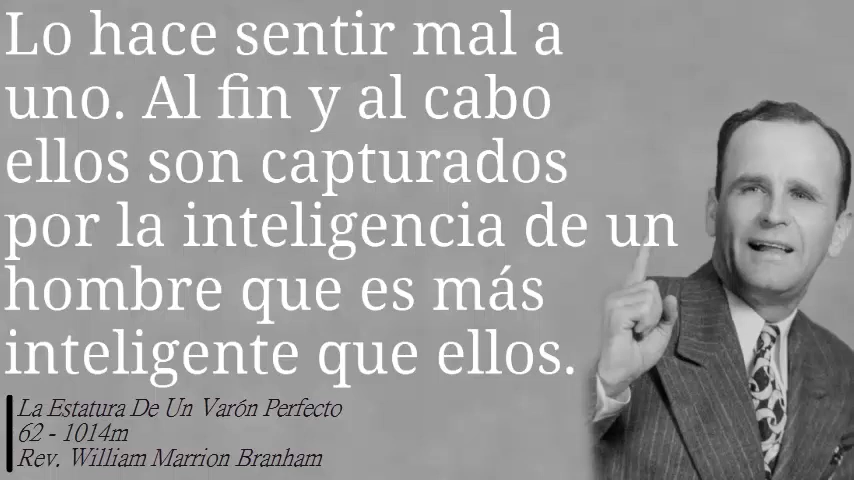 Lo hace sentir mal a
uno. Al fin y al cabo
ellos son capturados
por la inteligencia de un
hombre que es más
inteligente que ellos.
La Estatura De Un Varón Perfecto
62 - 1014m
Rev. William Marrion Branham